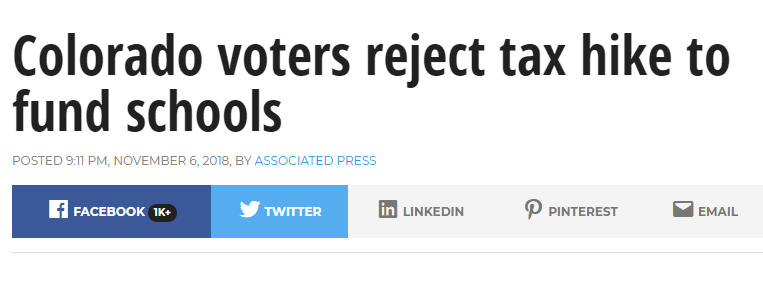 Colorado voters reject tax hike to
fund schools
POSTED 9:11 PM, NOVEMBER 6, 2018, BY ASSOCIATED PRESS
FACEBOOK 1K+ TWITTER LINKEDIN PINTEREST EMAIL